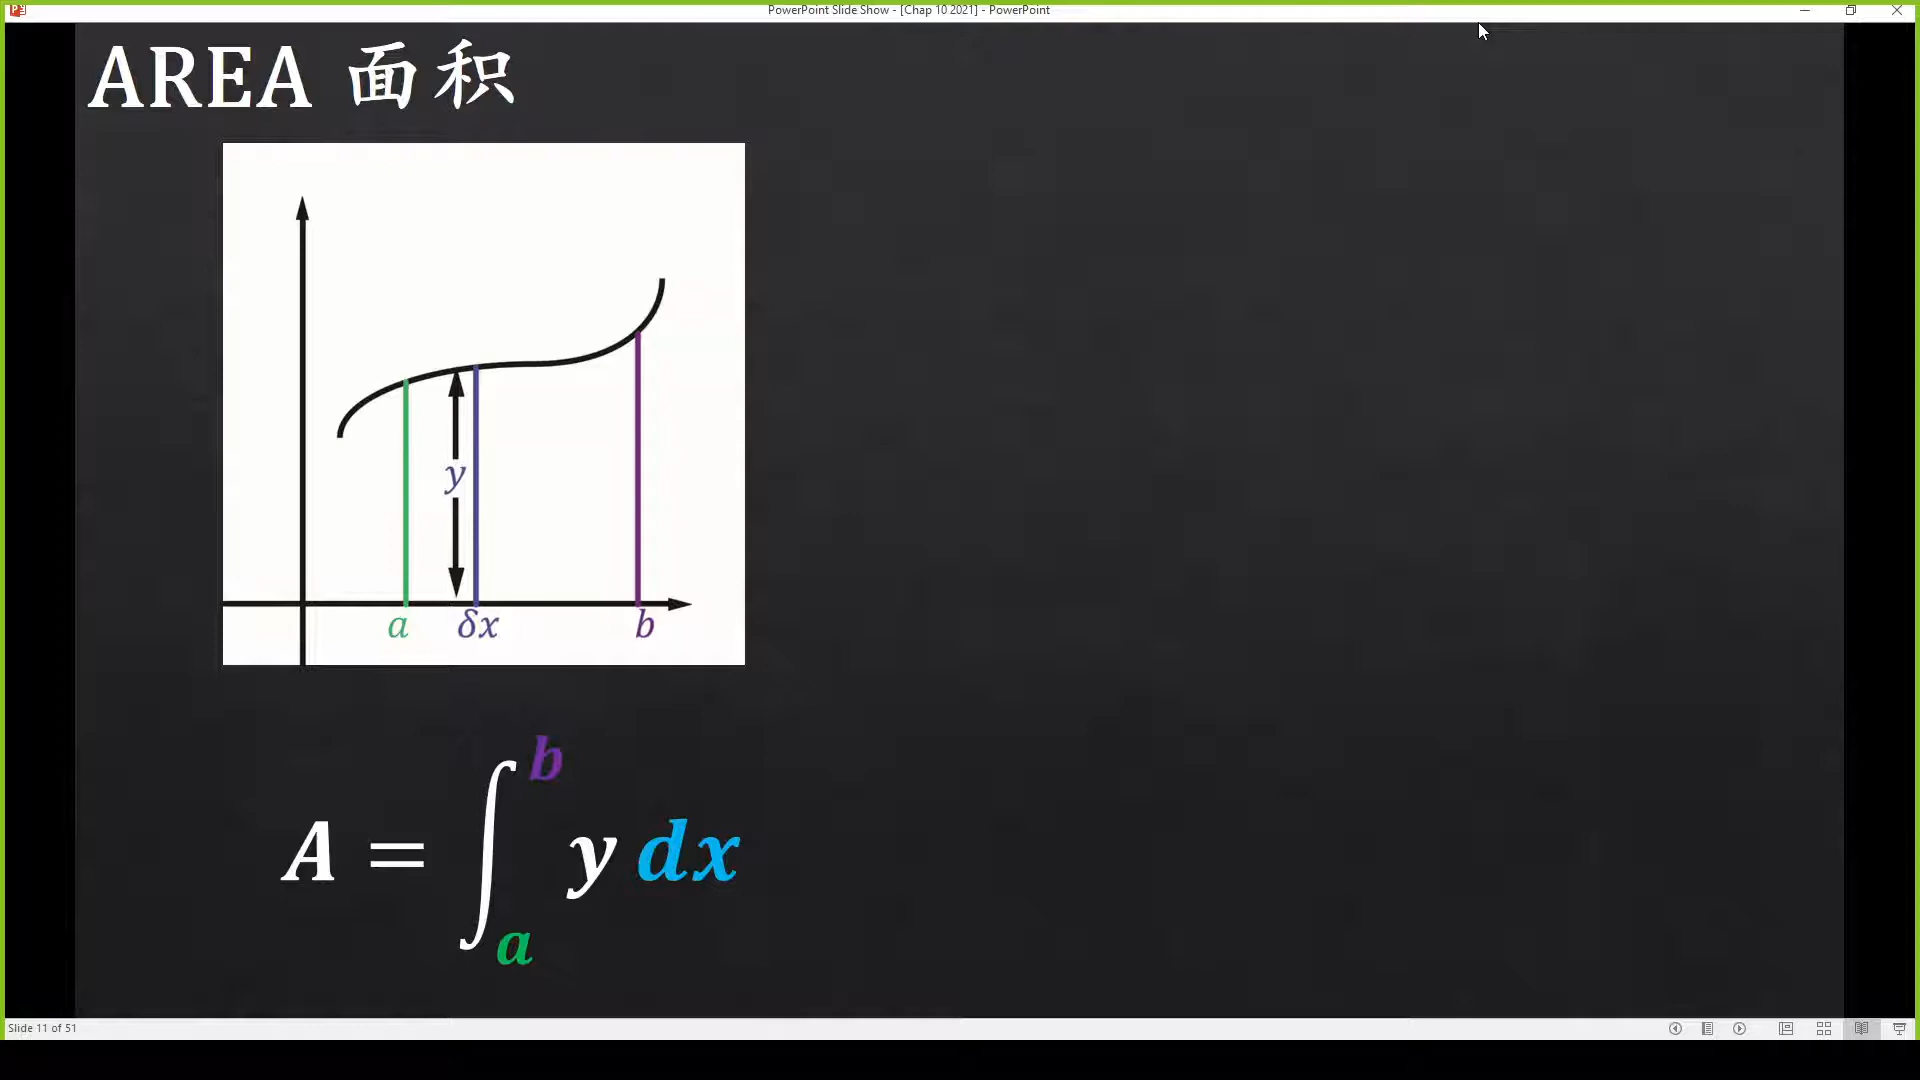 PowerPoint Slide Show - [Chap 10 2021] - PowerPoint
AREA 面积
y
a δx b
A = ∫_a^b y dx
Slide 11 of 51